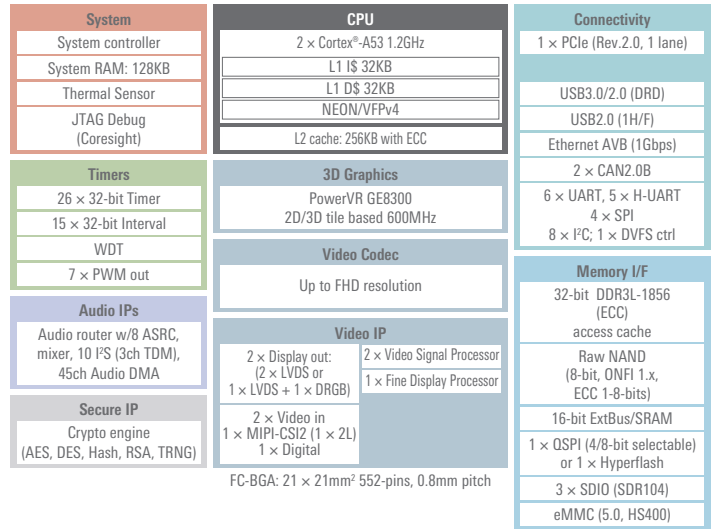 System
System controller
System RAM: 128KB
Thermal Sensor
JTAG Debug
(Coresight)
Timers
26 × 32-bit Timer
15 × 32-bit Interval
WDT
7 × PWM out
Audio IPs
Audio router w/8 ASRC,
mixer, 10 I²S (3ch TDM),
45ch Audio DMA
Secure IP
Crypto engine
(AES, DES, Hash, RSA, TRNG)
CPU
2 × Cortex®-A53 1.2GHz
L1 I$ 32KB
L1 D$ 32KB
NEON/VFPv4
L2 cache: 256KB with ECC
3D Graphics
PowerVR GE8300
2D/3D tile based 600MHz
Video Codec
Up to FHD resolution
Video IP
2 × Display out:
(2 × LVDS or
1 × LVDS + 1 × DRGB)
2 × Video in
1 × MIPI-CSI2 (1 × 2L)
1 × Digital
2 × Video Signal Processor
1 × Fine Display Processor
FC-BGA: 21 × 21mm² 552-pins, 0.8mm pitch
Connectivity
1 × PCIe (Rev.2.0, 1 lane)
USB3.0/2.0 (DRD)
USB2.0 (1H/F)
Ethernet AVB (1Gbps)
2 × CAN2.0B
6 × UART, 5 × H-UART
4 × SPI
8 × I²C; 1 × DVFS ctrl
Memory I/F
32-bit DDR3L-1856
(ECC)
access cache
Raw NAND
(8-bit, ONFI 1.x,
ECC 1-8-bits)
16-bit ExtBus/SRAM
1 × QSPI (4/8-bit selectable)
or 1 × Hyperflash
3 × SDIO (SDR104)
eMMC (5.0, HS400)